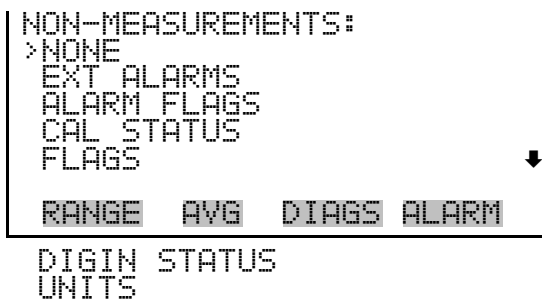 NON-MEASUREMENTS:
>NONE
EXT ALARMS
ALARM FLAGS
CAL STATUS
FLAGS
RANGE AVG DIAGS ALARM
DIGIN STATUS
UNITS